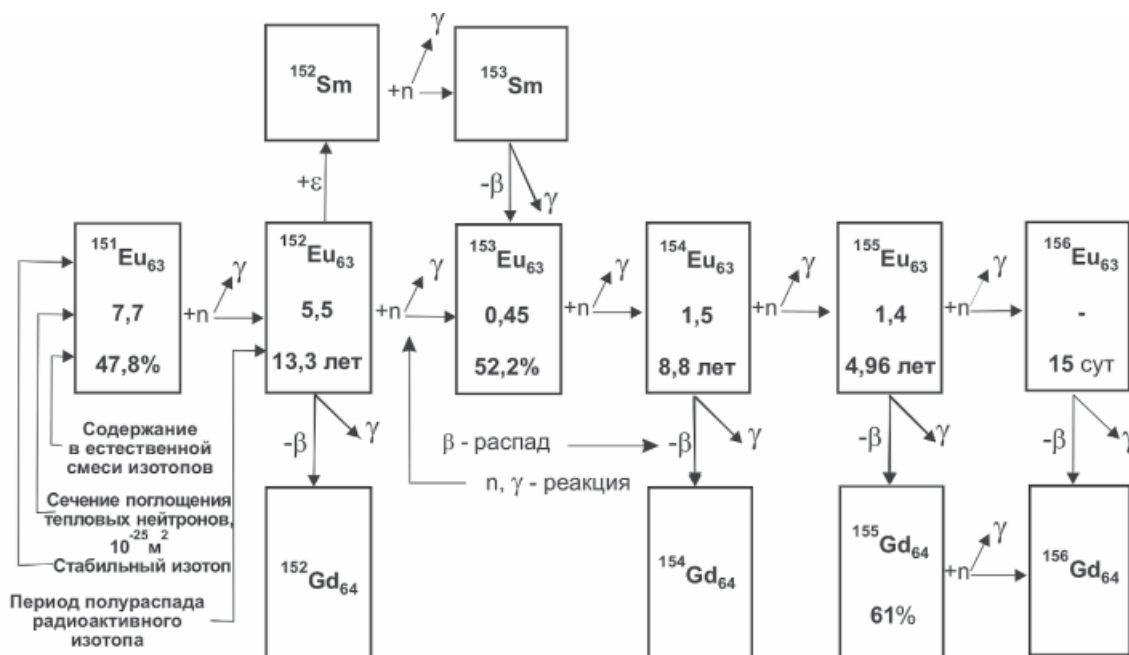 γ
γ
¹⁵²Sm
+n
¹⁵³Sm
+ε
-β
γ
¹⁵¹Eu₆₃
7,7
47,8%
+n
γ
¹⁵²Eu₆₃
5,5
13,3 лет
+n
γ
¹⁵³Eu₆₃
0,45
52,2%
+n
γ
¹⁵⁴Eu₆₃
1,5
8,8 лет
+n
γ
¹⁵⁵Eu₆₃
1,4
4,96 лет
+n
γ
¹⁵⁶Eu₆₃
-
15 сут
-β
γ
β - распад
-β
γ
-β
γ
-β
γ
n, γ - реакция
Содержание
в естественной
смеси изотопов
Сечение поглощения
тепловых нейтронов,
10⁻²⁵ м²
Стабильный изотоп
Период полураспада
радиоактивного
изотопа
¹⁵²Gd₆₄
¹⁵⁴Gd₆₄
¹⁵⁵Gd₆₄
61%
+n
γ
¹⁵⁶Gd₆₄